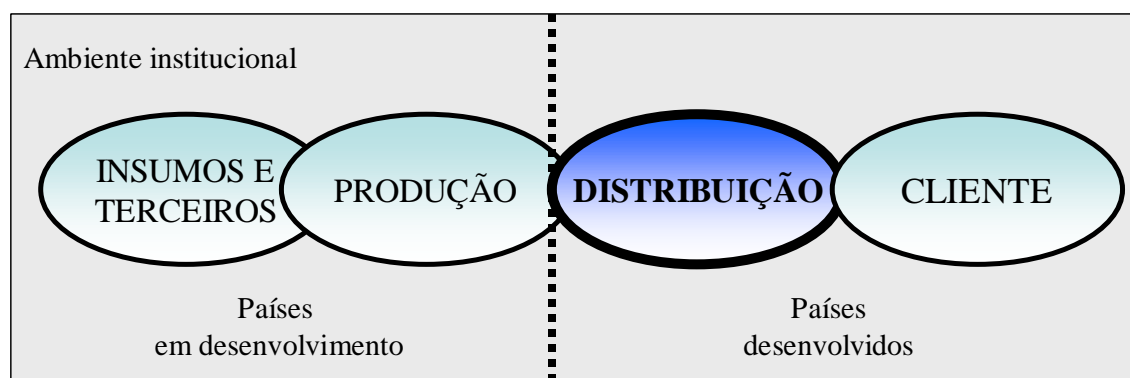 Ambiente institucional
INSUMOS E
TERCEIROS
PRODUÇÃO
DISTRIBUIÇÃO
CLIENTE
Países
em desenvolvimento
Países
desenvolvidos